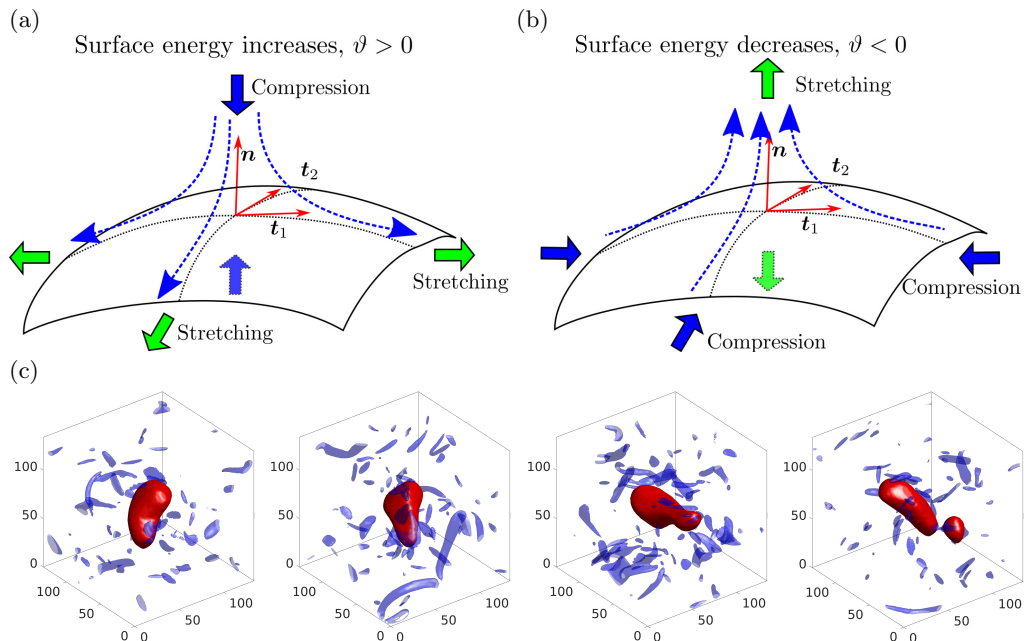 (a)
Surface energy increases, ϑ > 0
Compression
n
t₂
t₁
Stretching
Stretching
(b)
Surface energy decreases, ϑ < 0
Stretching
n
t₂
t₁
Compression
Compression
(c)
100
50
0
100
50
0 0
50
100
100
50
0
100
50
0 0
50
100
100
50
0
100
50
0 0
50
100
100
50
0
100
50
0 0
50
100